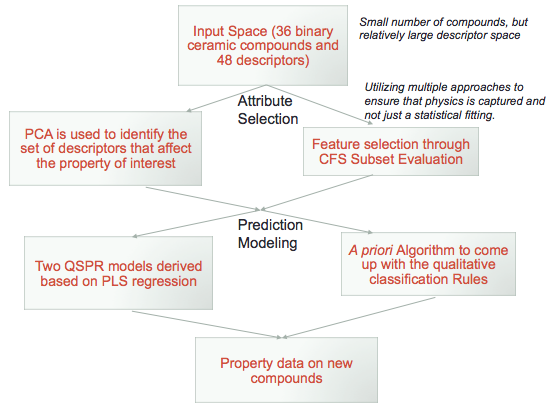 Input Space (36 binary
ceramic compounds and
48 descriptors)
Small number of compounds, but
relatively large descriptor space
Attribute
Selection
Utilizing multiple approaches to
ensure that physics is captured and
not just a statistical fitting.
PCA is used to identify the
set of descriptors that affect
the property of interest
Feature selection through
CFS Subset Evaluation
Prediction
Modeling
Two QSPR models derived
based on PLS regression
A priori Algorithm to come
up with the qualitative
classification Rules
Property data on new
compounds